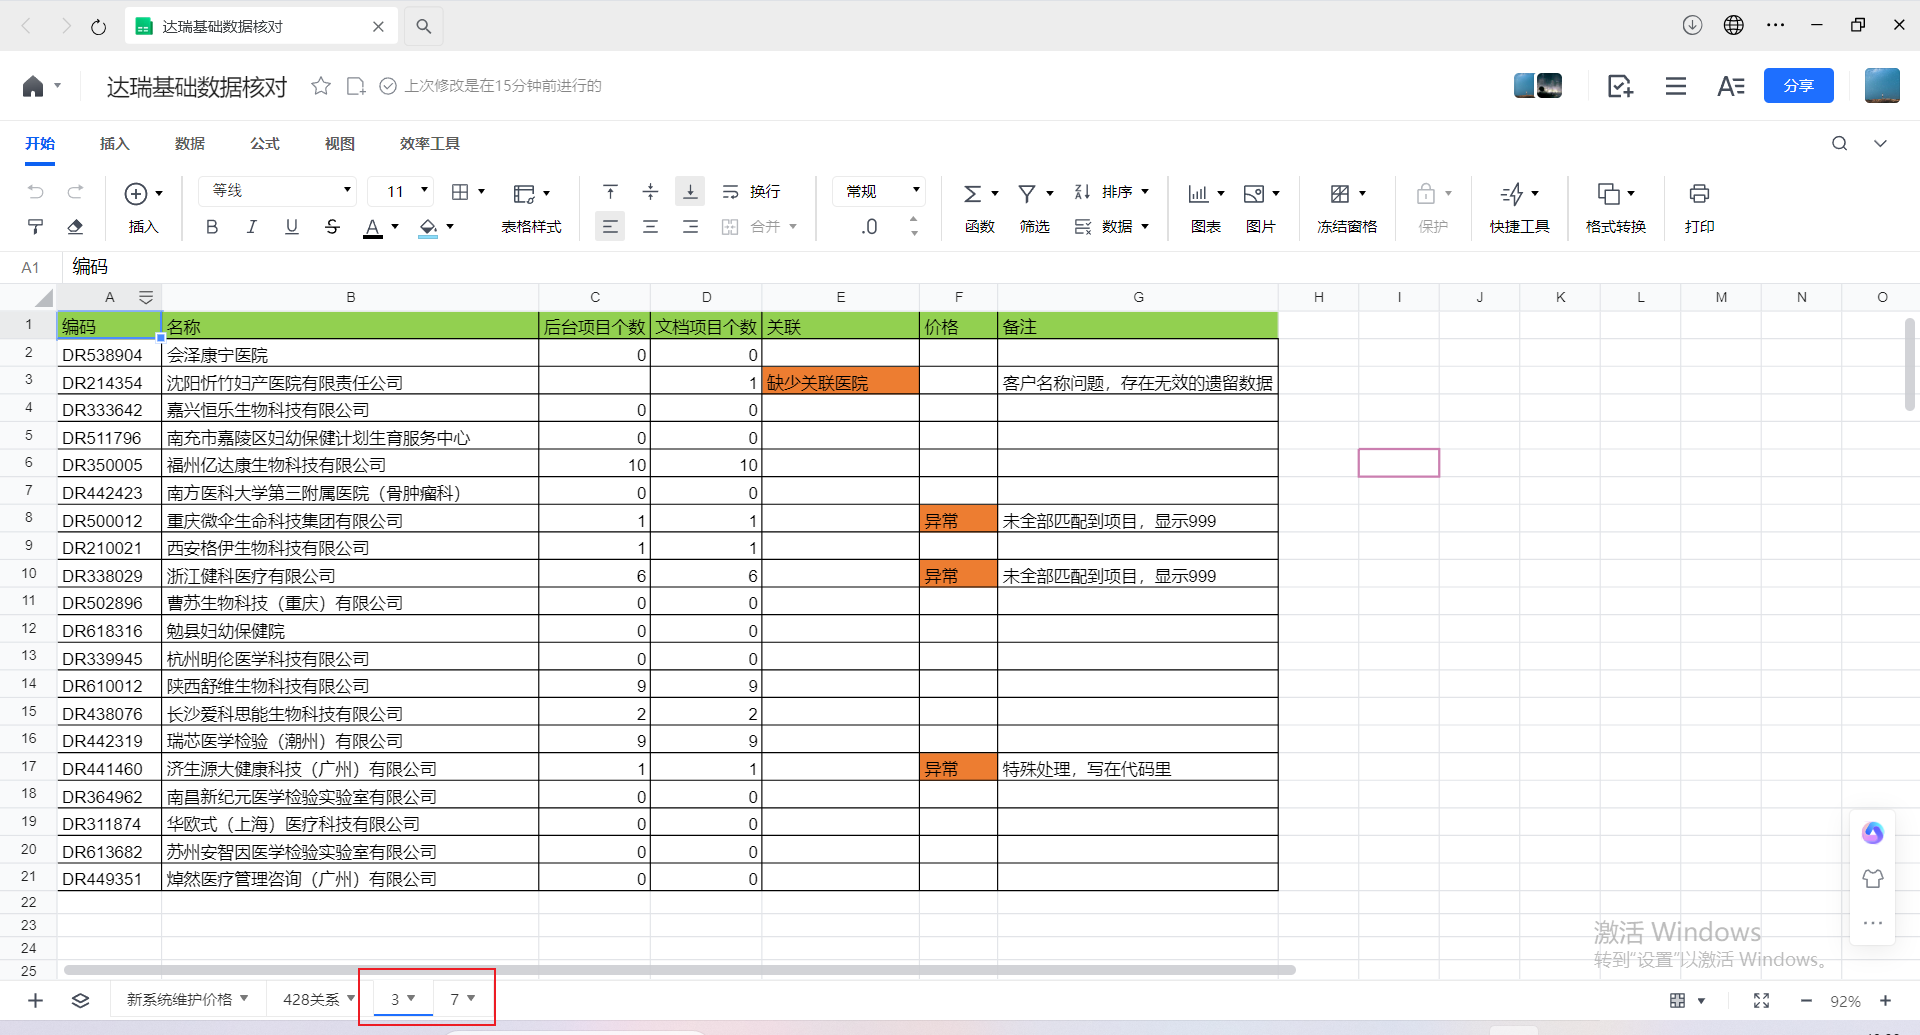 达瑞基础数据核对
达瑞基础数据核对 上次修改是在15分钟前进行的 分享
开始 插入 数据 公式 视图 效率工具
等线 11 换行 常规 排序
插入 B I U S A 表格样式 合并 .0 函数 筛选 数据 图表 图片 冻结窗格 保护 快捷工具 格式转换 打印
A1 编码
A B C D E F G H I J K L M N O
1 编码 名称 后台项目个数 文档项目个数 关联 价格 备注
2 DR538904 会泽康宁医院 0 0
3 DR214354 沈阳忻竹妇产医院有限责任公司 1 缺少关联医院 客户名称问题，存在无效的遗留数据
4 DR333642 嘉兴恒乐生物科技有限公司 0 0
5 DR511796 南充市嘉陵区妇幼保健计划生育服务中心 0 0
6 DR350005 福州亿达康生物科技有限公司 10 10
7 DR442423 南方医科大学第三附属医院（骨肿瘤科） 0 0
8 DR500012 重庆微伞生命科技集团有限公司 1 1 异常 未全部匹配到项目，显示999
9 DR210021 西安格伊生物科技有限公司 1 1
10 DR338029 浙江健科医疗有限公司 6 6 异常 未全部匹配到项目，显示999
11 DR502896 曹苏生物科技（重庆）有限公司 0 0
12 DR618316 勉县妇幼保健院 0 0
13 DR339945 杭州明伦医学科技有限公司 0 0
14 DR610012 陕西舒维生物科技有限公司 9 9
15 DR438076 长沙爱科思能生物科技有限公司 2 2
16 DR442319 瑞芯医学检验（潮州）有限公司 9 9
17 DR441460 济生源大健康科技（广州）有限公司 1 1 异常 特殊处理，写在代码里
18 DR364962 南昌新纪元医学检验实验室有限公司 0 0
19 DR311874 华欧式（上海）医疗科技有限公司 0 0
20 DR613682 苏州安智因医学检验实验室有限公司 0 0
21 DR449351 焯然医疗管理咨询（广州）有限公司 0 0
22
23
24
25
激活 Windows
转到“设置”以激活 Windows。
新系统维护价格 428关系 3 7 92%